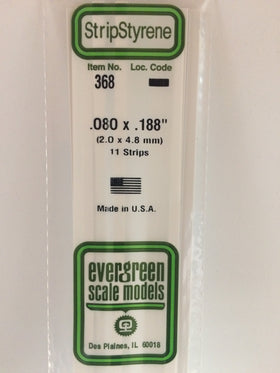 StripStyrene
Item No. Loc. Code
368
.080 x .188"
(2.0 x 4.8 mm)
11 Strips
Made in U.S.A.
evergreen
scale models
Des Plaines, IL 60018